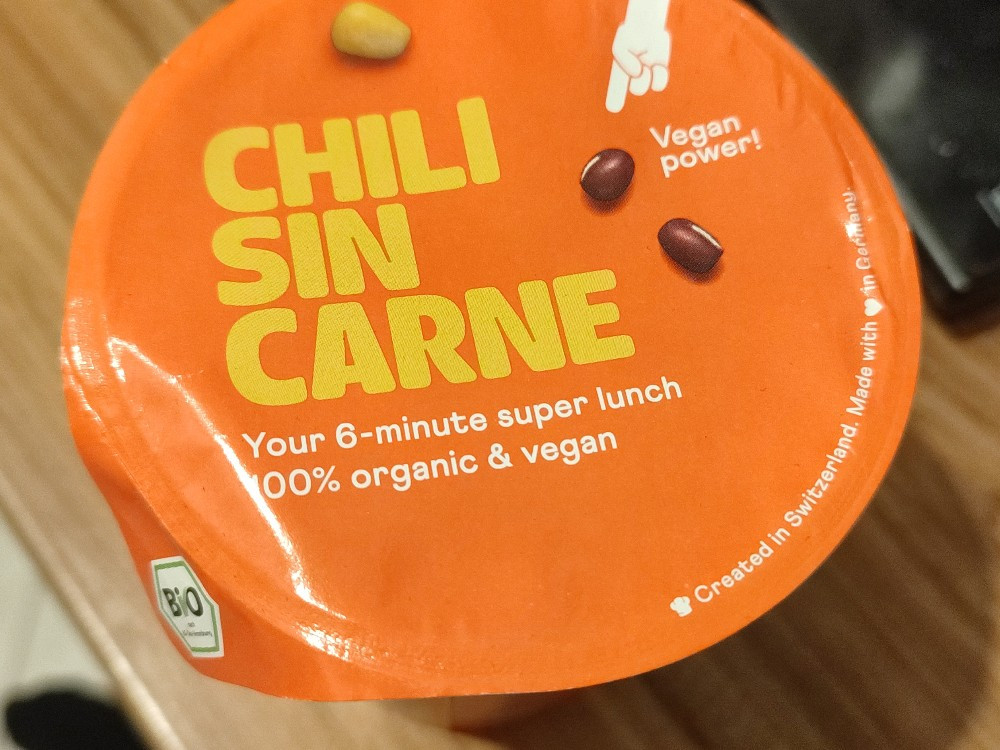 CHILI
SIN
CARNE
Vegan
power!
Your 6-minute super lunch
100% organic & vegan
Created in Switzerland. Made with ♥ in Germany.
BiO